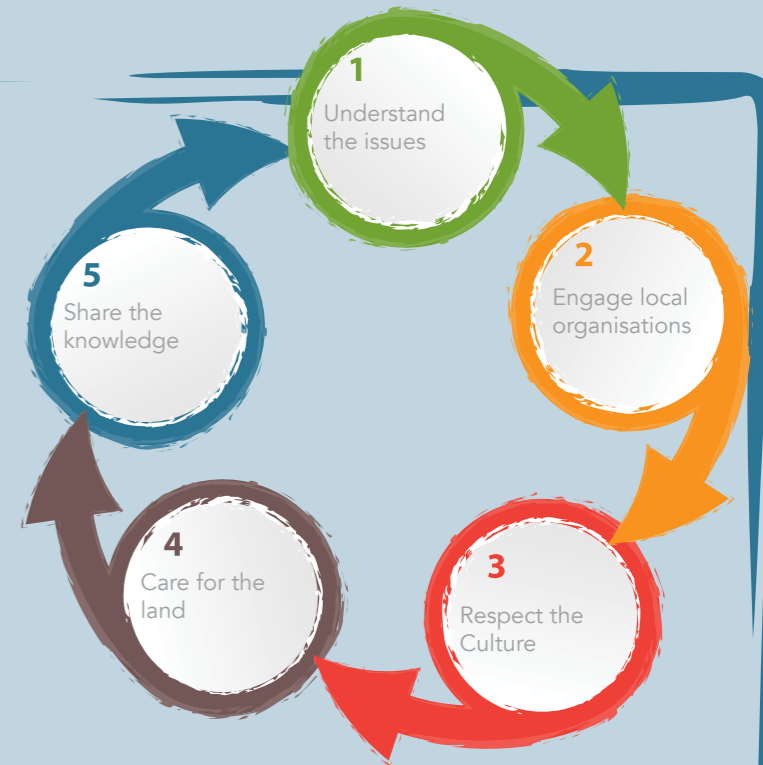 1
Understand
the issues
2
Engage local
organisations
3
Respect the
Culture
4
Care for the
land
5
Share the
knowledge